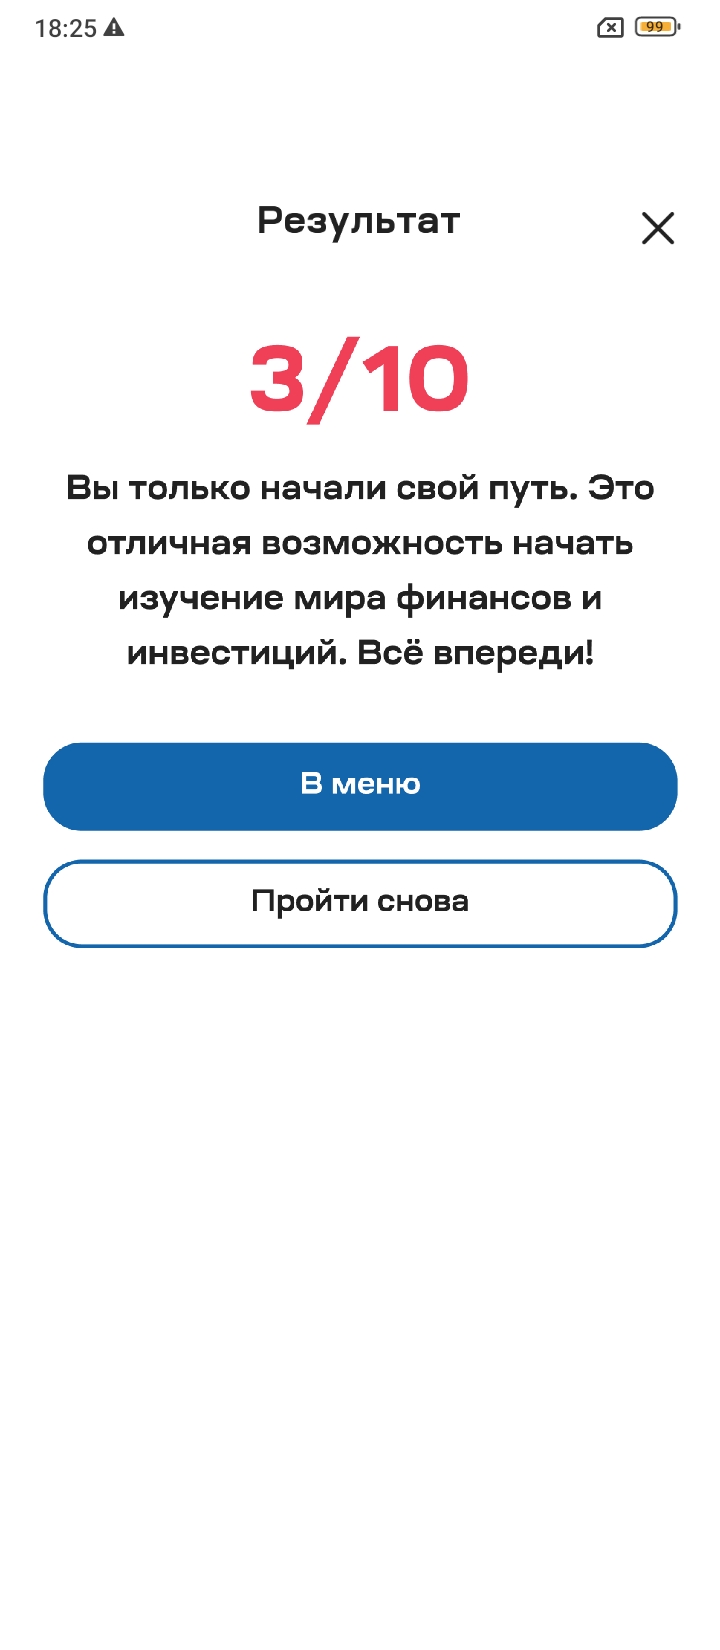 18:25
99
Результат
3/10
Вы только начали свой путь. Это
отличная возможность начать
изучение мира финансов и
инвестиций. Всё впереди!
В меню
Пройти снова